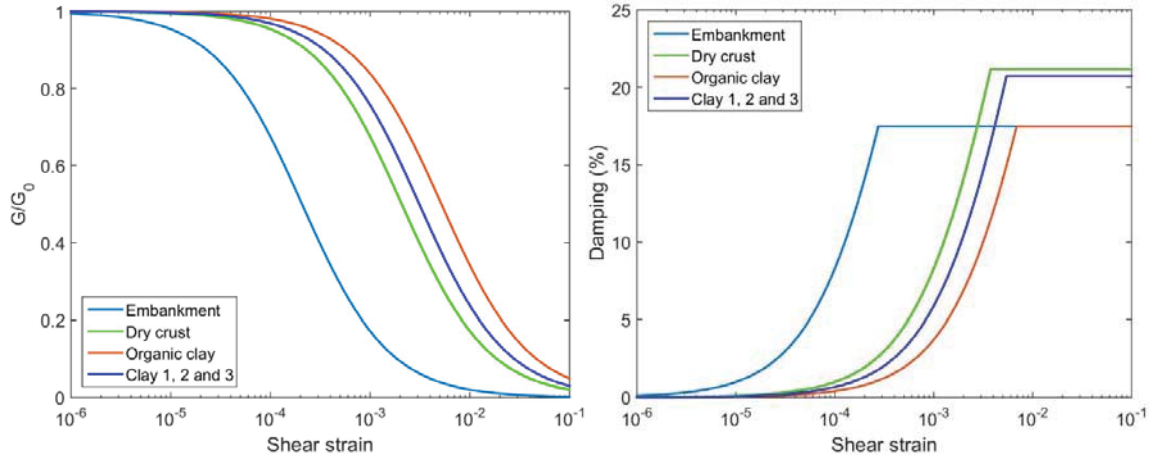 1
0.8
0.6
0.4
0.2
0
G/G0
Embankment
Dry crust
Organic clay
Clay 1, 2 and 3
10-6
10-5
10-4
10-3
10-2
10-1
Shear strain
25
20
15
10
5
0
Damping (%)
Embankment
Dry crust
Organic clay
Clay 1, 2 and 3
10-6
10-5
10-4
10-3
10-2
10-1
Shear strain